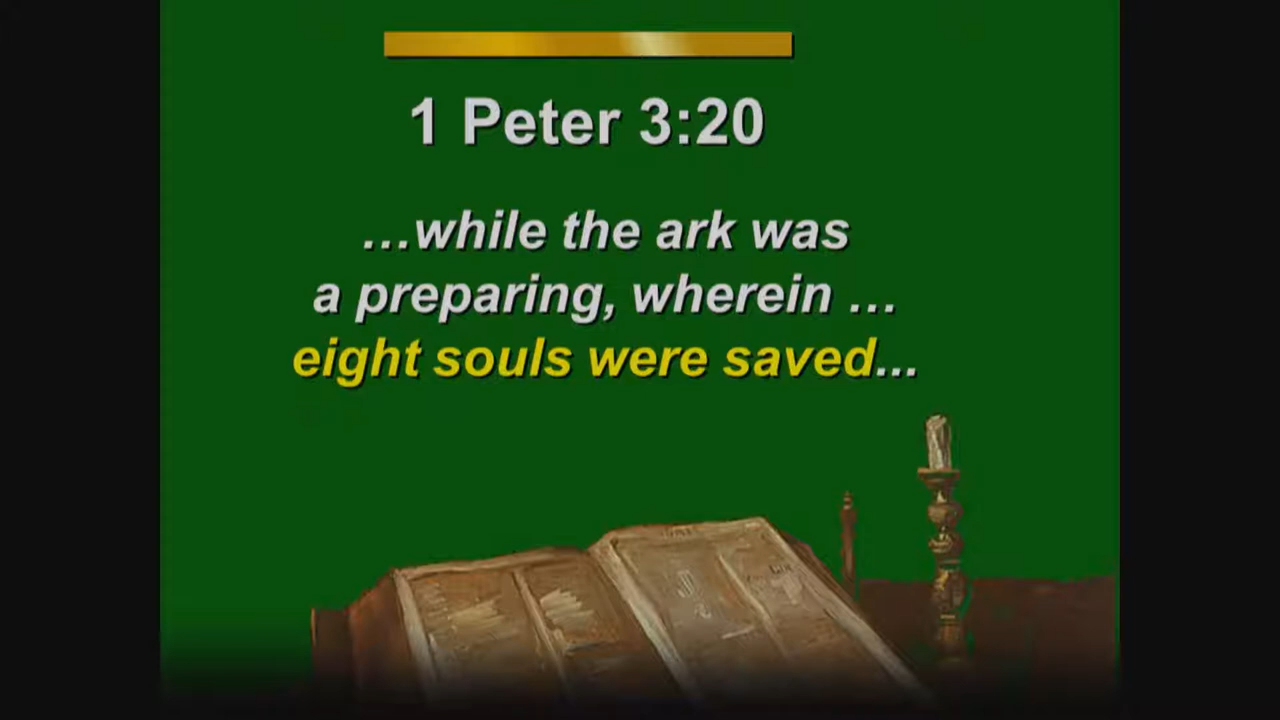 1 Peter 3:20
…while the ark was
a preparing, wherein …
eight souls were saved...